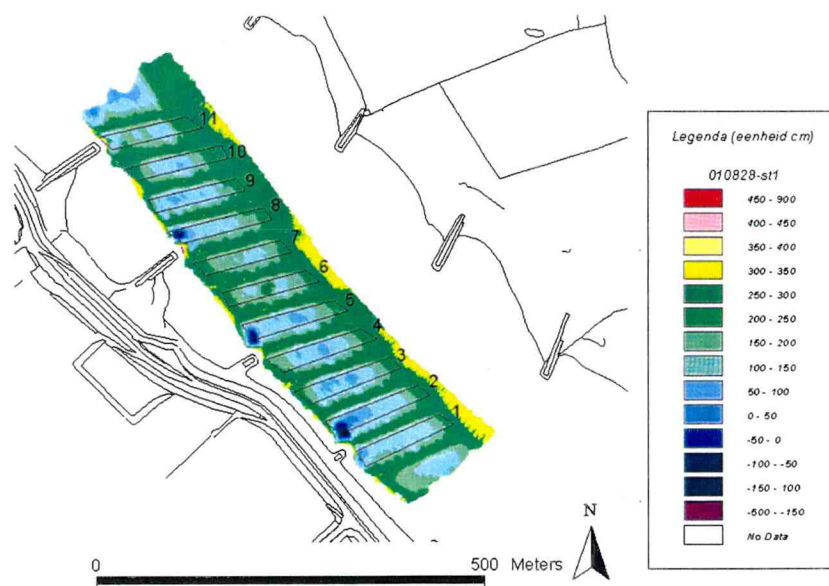 11
10
9
8
7
6
5
4
3
2
1
Legenda (eenheid cm)
010828-st1
450 - 900
400 - 450
350 - 400
300 - 350
250 - 300
200 - 250
150 - 200
100 - 150
50 - 100
0 - 50
-50 - 0
-100 - -50
-150 - 100
-500 - -150
No Data
N
0 500 Meters